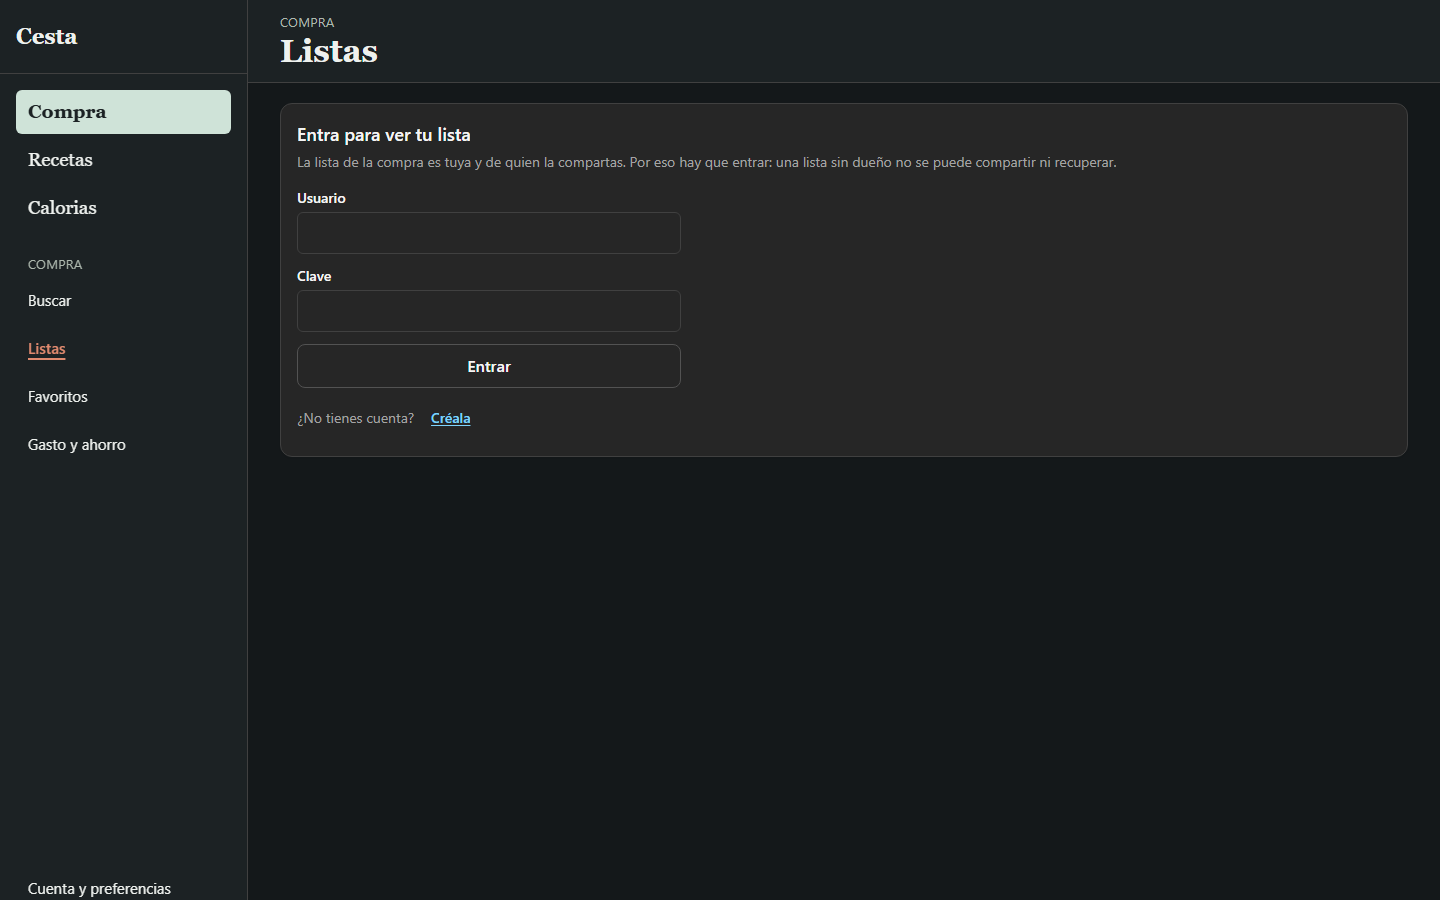 Cesta
Compra
Recetas
Calorias
COMPRA
Buscar
Listas
Favoritos
Gasto y ahorro
Cuenta y preferencias
COMPRA
Listas
Entra para ver tu lista
La lista de la compra es tuya y de quien la compartas. Por eso hay que entrar: una lista sin dueño no se puede compartir ni recuperar.
Usuario
Clave
Entrar
¿No tienes cuenta? Créala